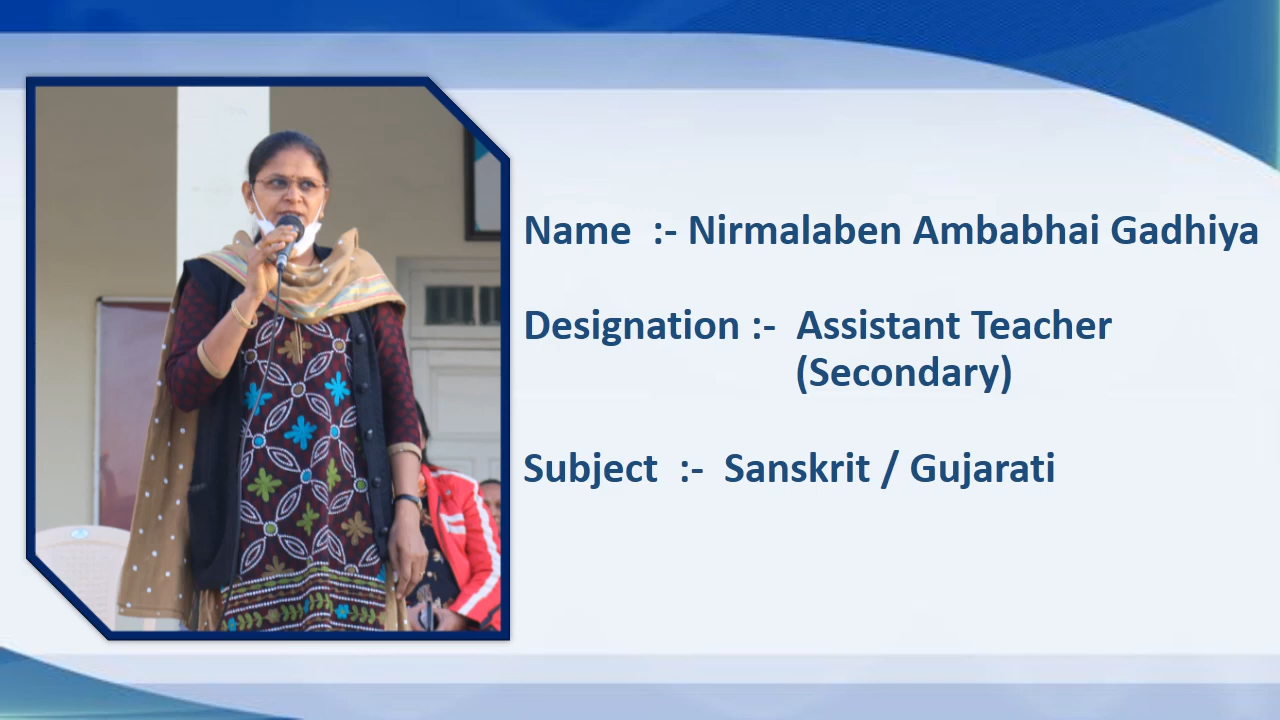 Name :- Nirmalaben Ambabhai Gadhiya
Designation :- Assistant Teacher
(Secondary)
Subject :- Sanskrit / Gujarati